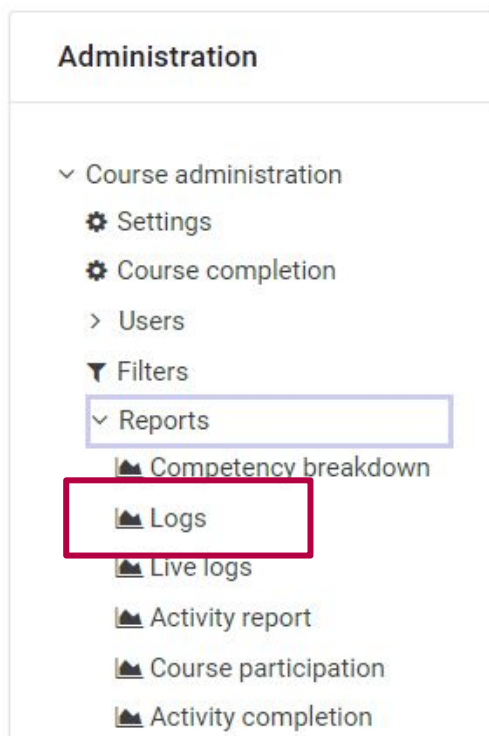 Administration
Course administration
Settings
Course completion
Users
Filters
Reports
Competency breakdown
Logs
Live logs
Activity report
Course participation
Activity completion